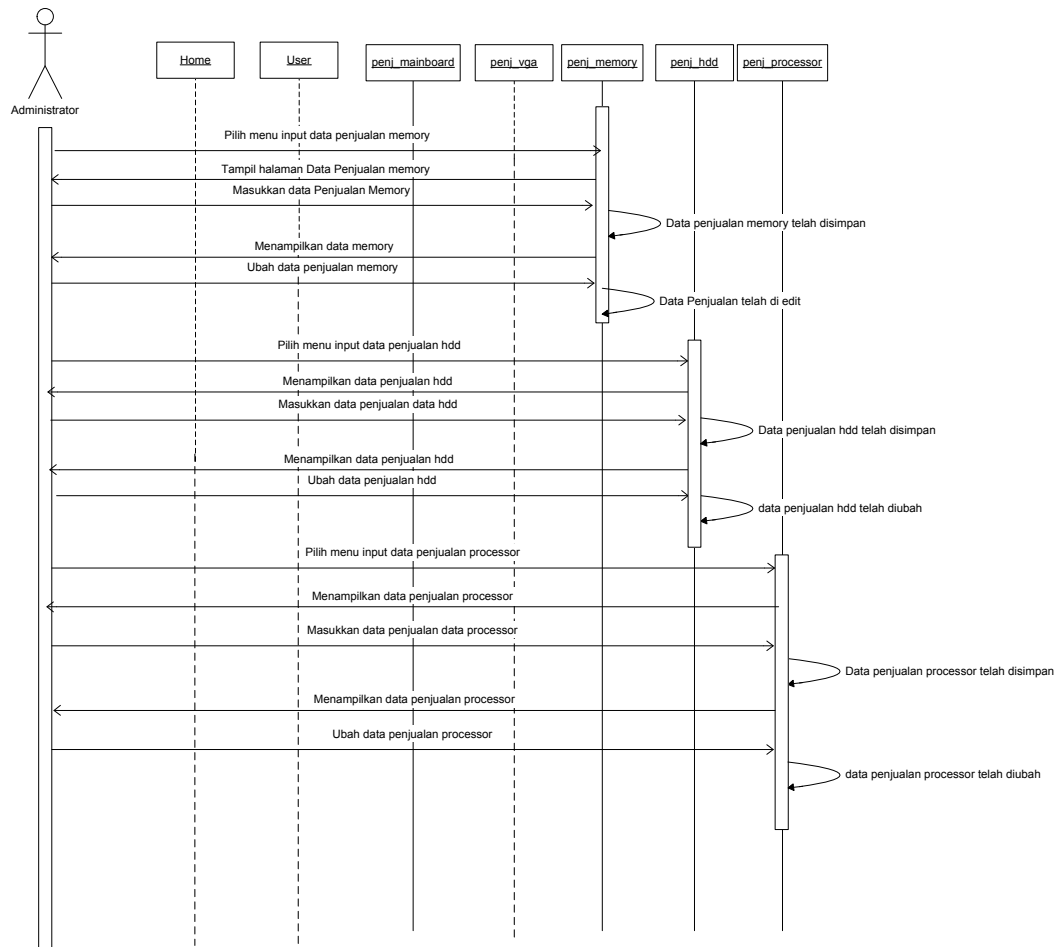 Home
User
penj_mainboard
penj_vga
penj_memory
penj_hdd
penj_processor
Administrator
Pilih menu input data penjualan memory
Tampil halaman Data Penjualan memory
Masukkan data Penjualan Memory
Data penjualan memory telah disimpan
Menampilkan data memory
Ubah data penjualan memory
Data Penjualan telah di edit
Pilih menu input data penjualan hdd
Menampilkan data penjualan hdd
Masukkan data penjualan data hdd
Data penjualan hdd telah disimpan
Menampilkan data penjualan hdd
Ubah data penjualan hdd
data penjualan hdd telah diubah
Pilih menu input data penjualan processor
Menampilkan data penjualan processor
Masukkan data penjualan data processor
Data penjualan processor telah disimpan
Menampilkan data penjualan processor
Ubah data penjualan processor
data penjualan processor telah diubah